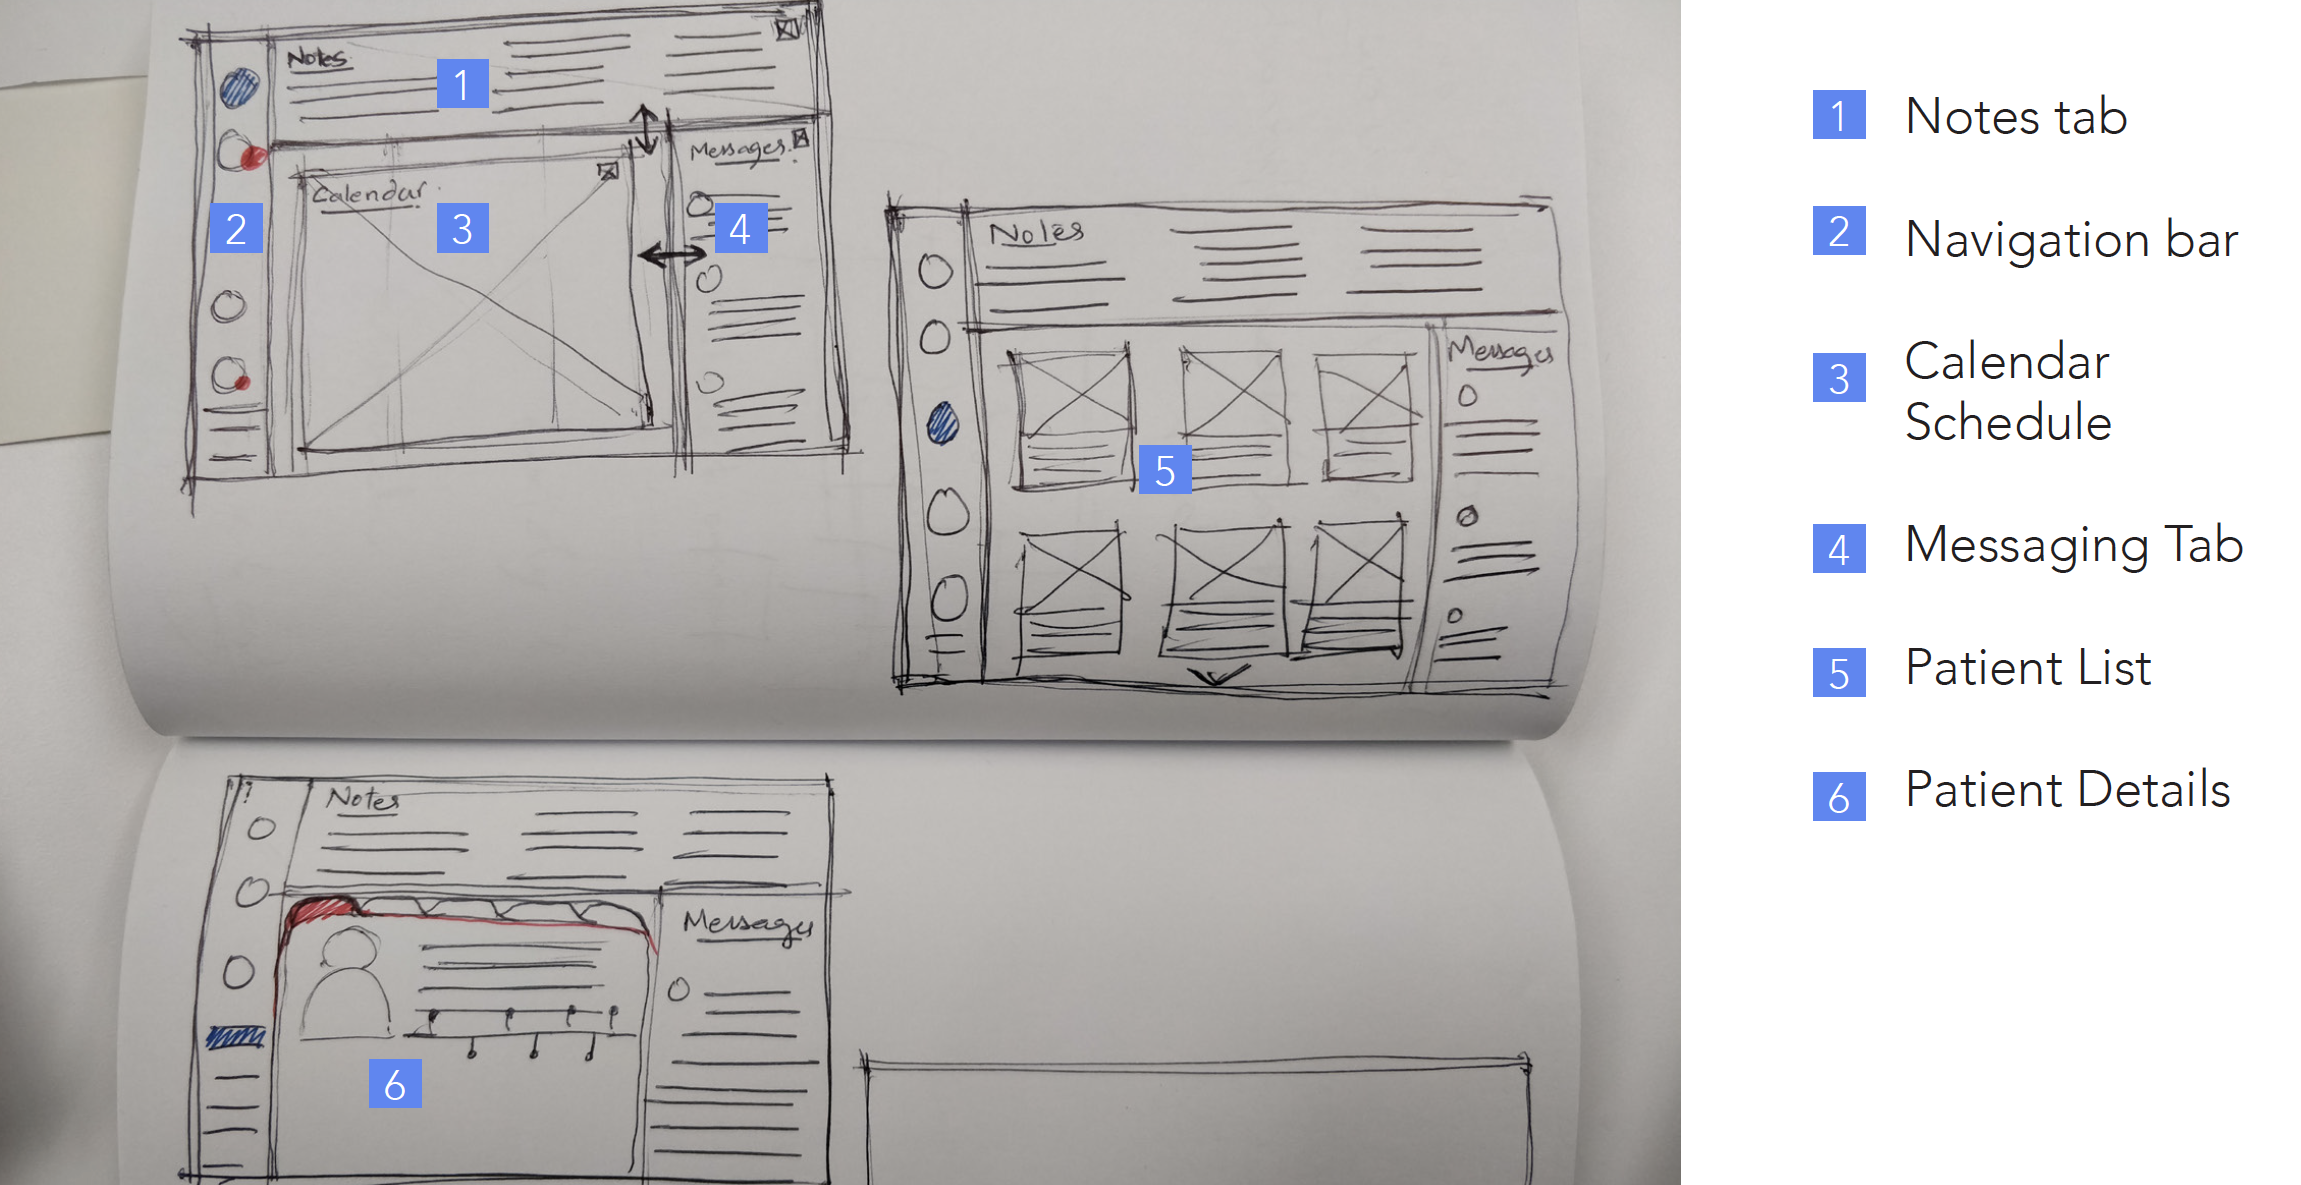 Notes
1
Messages.
Calendar.
2
3
4
Notes
Messages
5
Notes
Messages
6
1 Notes tab
2 Navigation bar
3 Calendar
Schedule
4 Messaging Tab
5 Patient List
6 Patient Details